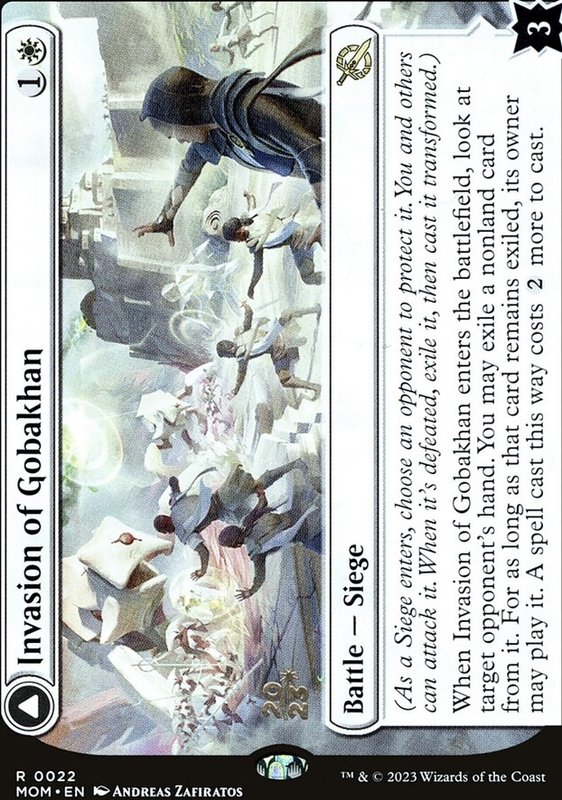 Invasion of Gobakhan
1
2023
Battle — Siege
(As a Siege enters, choose an opponent to protect it. You and others
can attack it. When it's defeated, exile it, then cast it transformed.)
When Invasion of Gobakhan enters the battlefield, look at
target opponent's hand. You may exile a nonland card
from it. For as long as that card remains exiled, its owner
may play it. A spell cast this way costs 2 more to cast.
3
R 0022
MOM • EN ANDREAS ZAFIRATOS
™ & © 2023 Wizards of the Coast